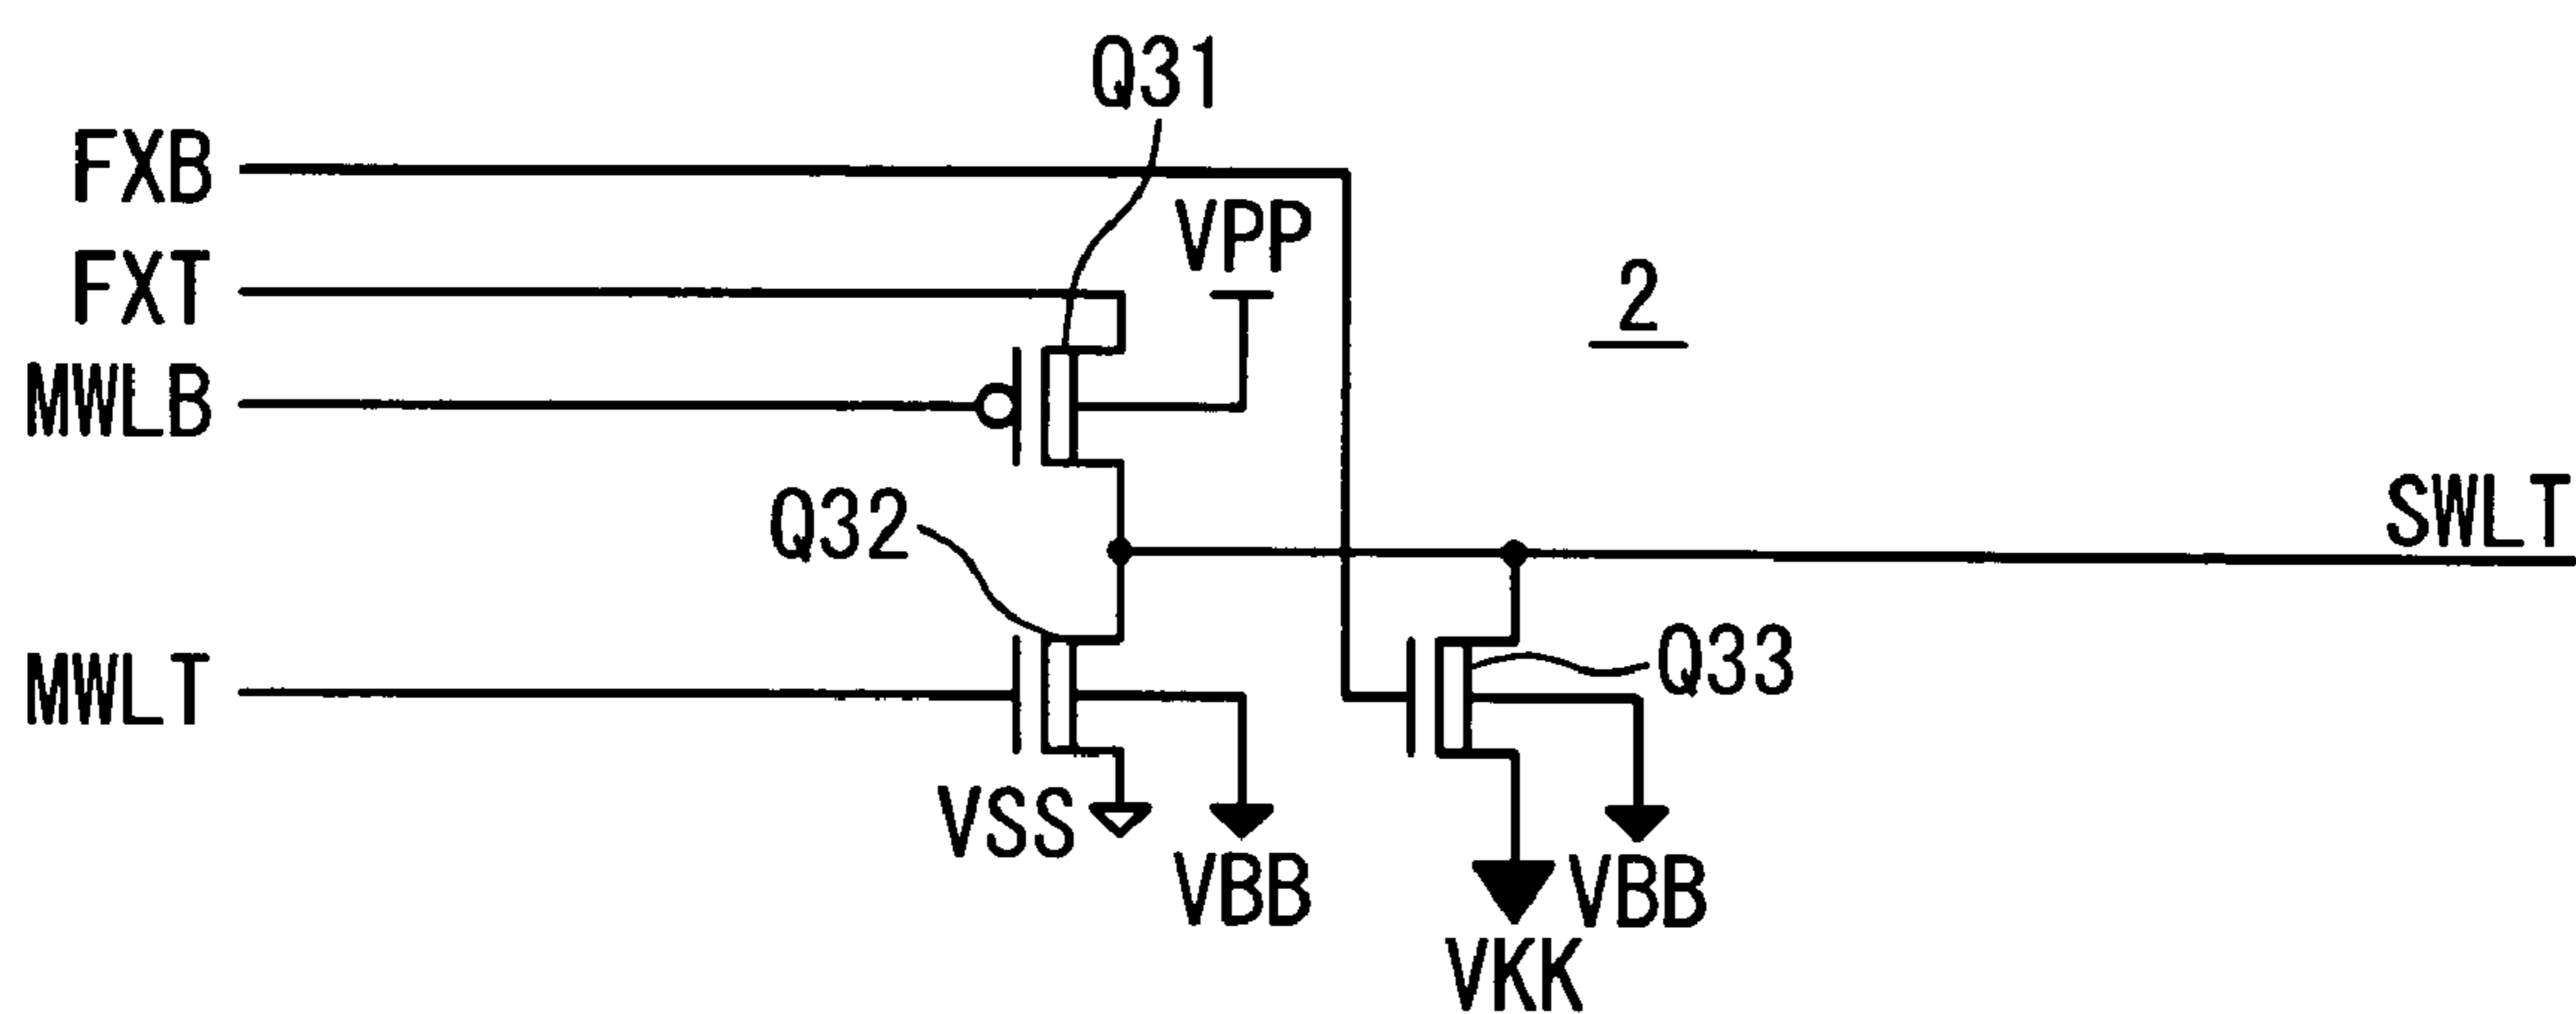 Q31
FXB
VPP
FXT
2
MWLB
SWLT
Q32
Q33
MWLT
VSS
VBB
VBB
VKK